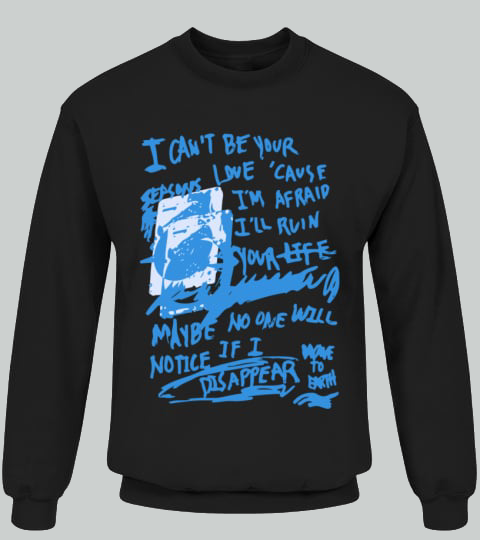 I CAN'T BE YOUR
LOVE 'CAUSE
SEASONS
I'M AFRAID
I'LL RUIN
YOUR LIFE
MAYBE NO ONE WILL
NOTICE IF I
DISAPPEAR
WAVE
TO
EARTH